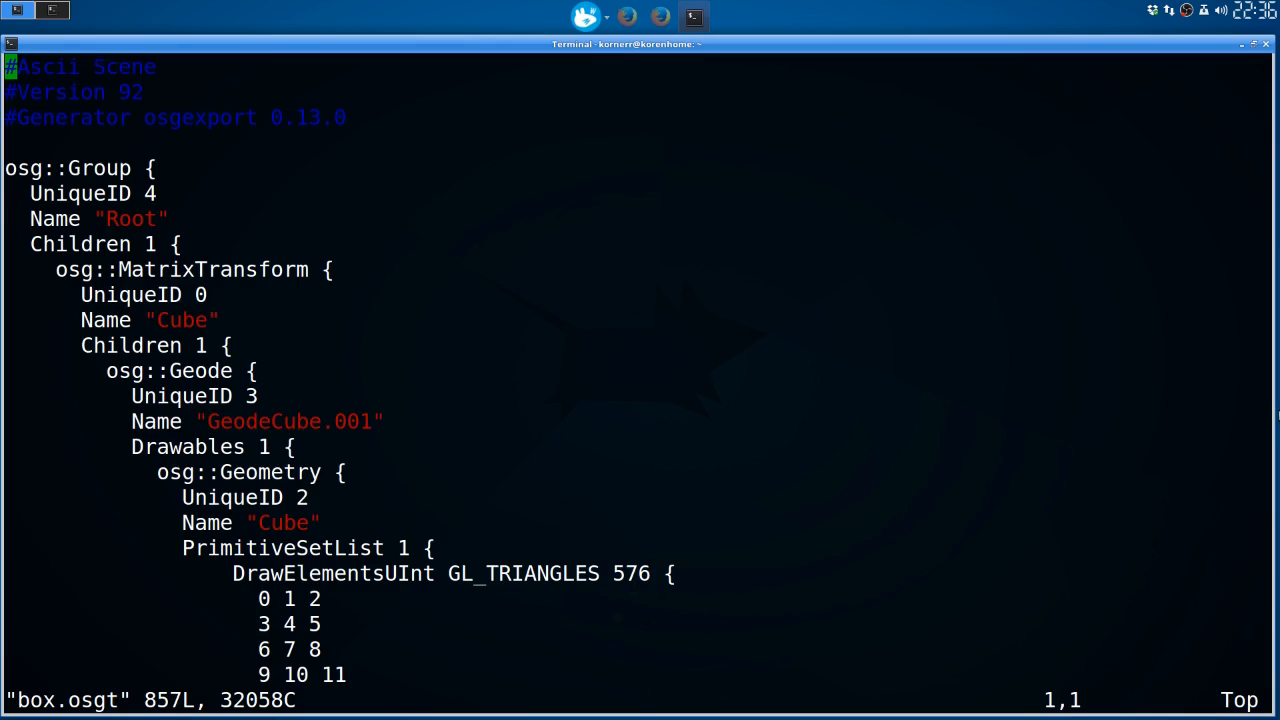 22:36
Terminal - kornerr@korenhome: ~
#Ascii Scene
#Version 92
#Generator osgexport 0.13.0
osg::Group {
UniqueID 4
Name "Root"
Children 1 {
osg::MatrixTransform {
UniqueID 0
Name "Cube"
Children 1 {
osg::Geode {
UniqueID 3
Name "GeodeCube.001"
Drawables 1 {
osg::Geometry {
UniqueID 2
Name "Cube"
PrimitiveSetList 1 {
DrawElementsUInt GL_TRIANGLES 576 {
0 1 2
3 4 5
6 7 8
9 10 11
"box.osgt" 857L, 32058C 1,1 Top